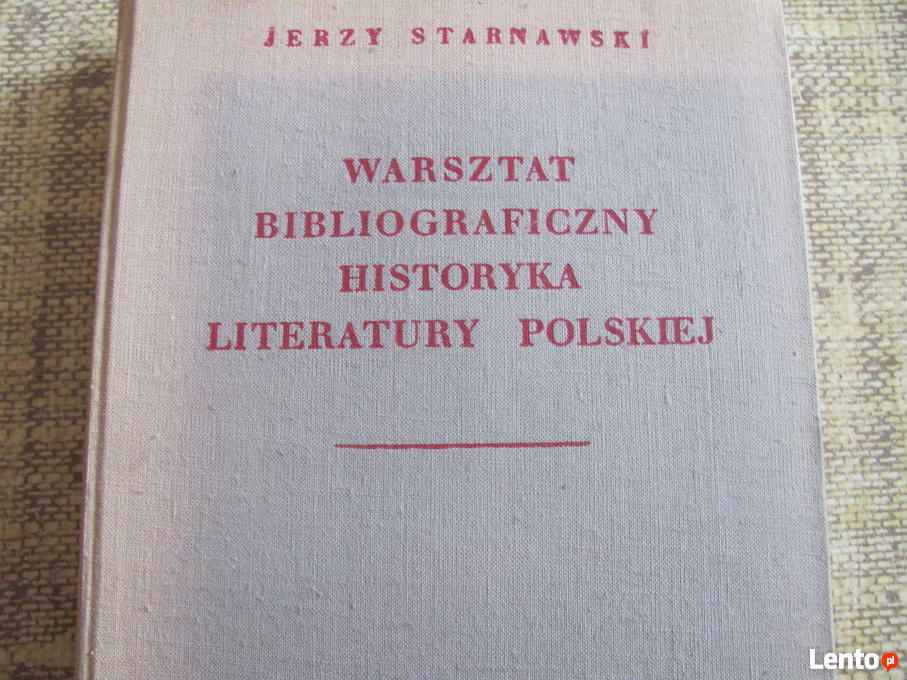 JERZY STARNAWSKI
WARSZTAT
BIBLIOGRAFICZNY
HISTORYKA
LITERATURY POLSKIEJ
Lento pl